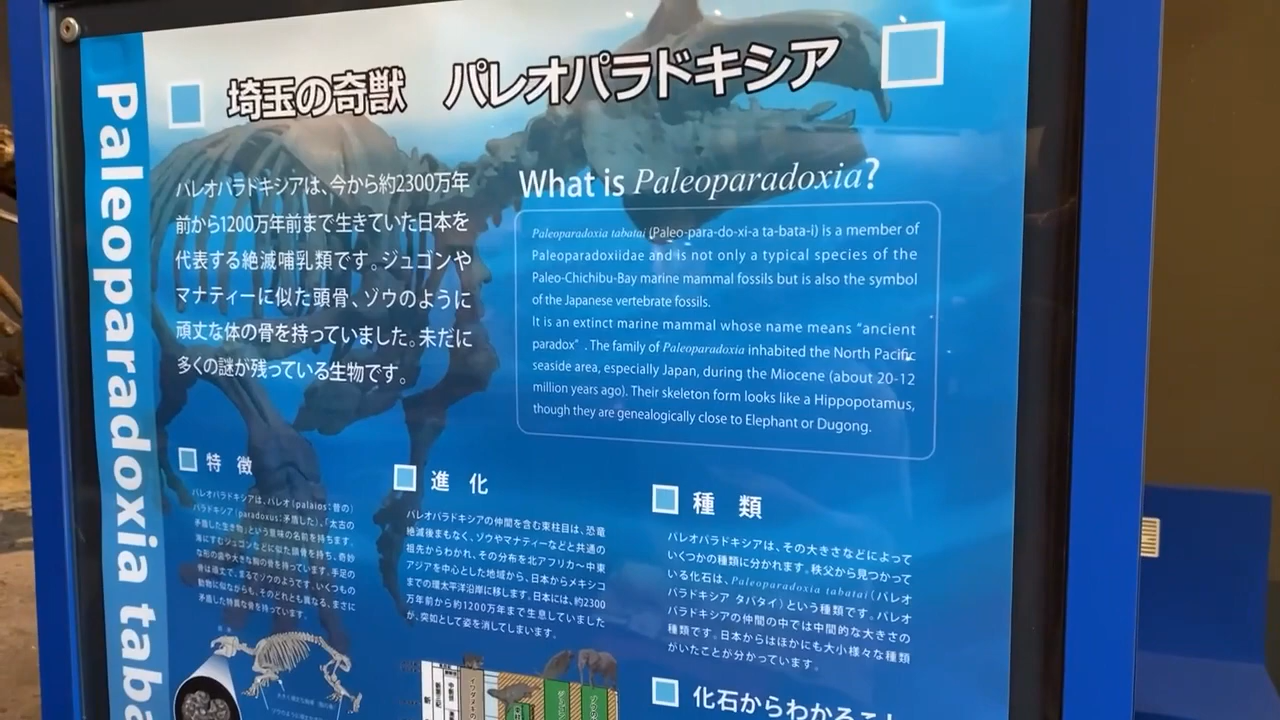 Paleoparadoxia taba
埼玉の奇獣 パレオパラドキシア
パレオパラドキシアは、今から約2300万年
前から1200万年前まで生きていた日本を
代表する絶滅哺乳類です。ジュゴンや
マナティーに似た頭骨、ゾウのように
頑丈な体の骨を持っていました。未だに
多くの謎が残っている生物です。
What is Paleoparadoxia?
Paleoparadoxia tabatai (Paleo-para-do-xi-a ta-bata-i) is a member of
Paleoparadoxiidae and is not only a typical species of the
Paleo-Chichibu-Bay marine mammal fossils but is also the symbol
of the Japanese vertebrate fossils.
It is an extinct marine mammal whose name means "ancient
paradox" . The family of Paleoparadoxia inhabited the North Pacific
seaside area, especially Japan, during the Miocene (about 20-12
million years ago). Their skeleton form looks like a Hippopotamus,
though they are genealogically close to Elephant or Dugong.
特 徴
パレオパラドキシアは、パレオ(palaios:昔の)
パラドキシア(paradoxus:矛盾した)、「太古の
矛盾した生き物」という意味の名前を持ちます。
海にすむジュゴンなどに似た頭骨を持ち、奇妙
な形の歯や大きな胸の骨を持っています。手足の
骨は頑丈で、まるでゾウのようです。いくつもの
動物に似ながらも、そのどれとも異なる、まさに
矛盾した特異な骨を持っています。
進 化
パレオパラドキシアの仲間を含む束柱目は、恐竜
絶滅後まもなく、ゾウやマナティーなどと共通の
祖先からわかれ、その分布を北アフリカ～中東
アジアを中心とした地域から、日本からメキシコ
までの環太平洋沿岸に移します。日本には、約2300
万年前から約1200万年まで生息していました
が、突如として姿を消してしまいます。
種 類
パレオパラドキシアは、その大きさなどによって
いくつかの種類に分かれます。秩父から見つかって
いる化石は、Paleoparadoxia tabatai(パレオ
パラドキシア タバタイ)という種類です。パレオ
パラドキシアの仲間の中では中間的な大きさの
種類です。日本からはほかにも大小様々な種類
がいたことが分かっています。
化石からわかること